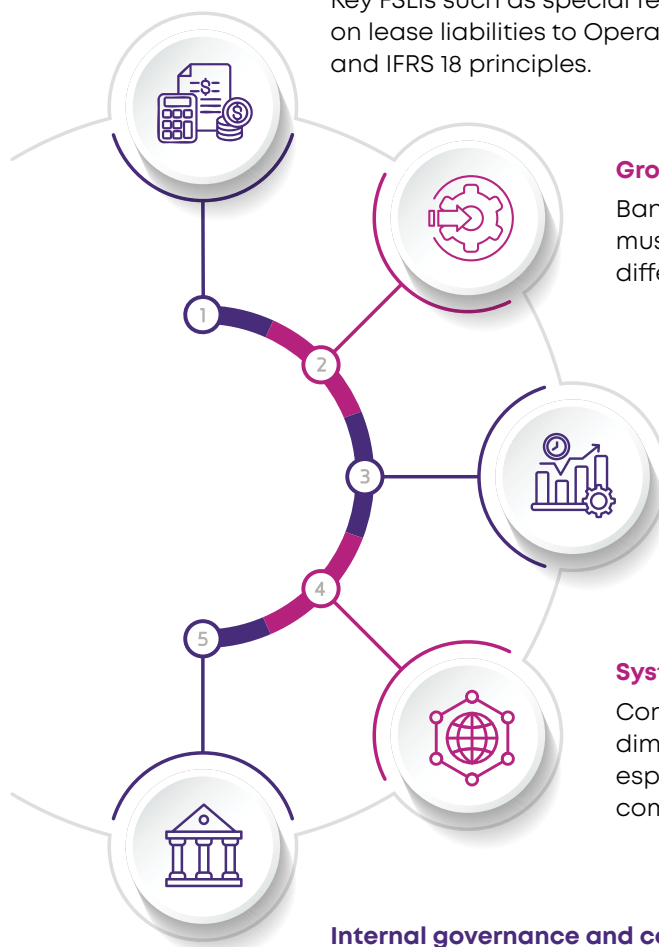 on lease liabilities to Opera
and IFRS 18 principles.
$
$
Gro
Ban
mus
diffe
1
2
3
4
5
Syst
Con
dim
esp
com
Internal governance and co